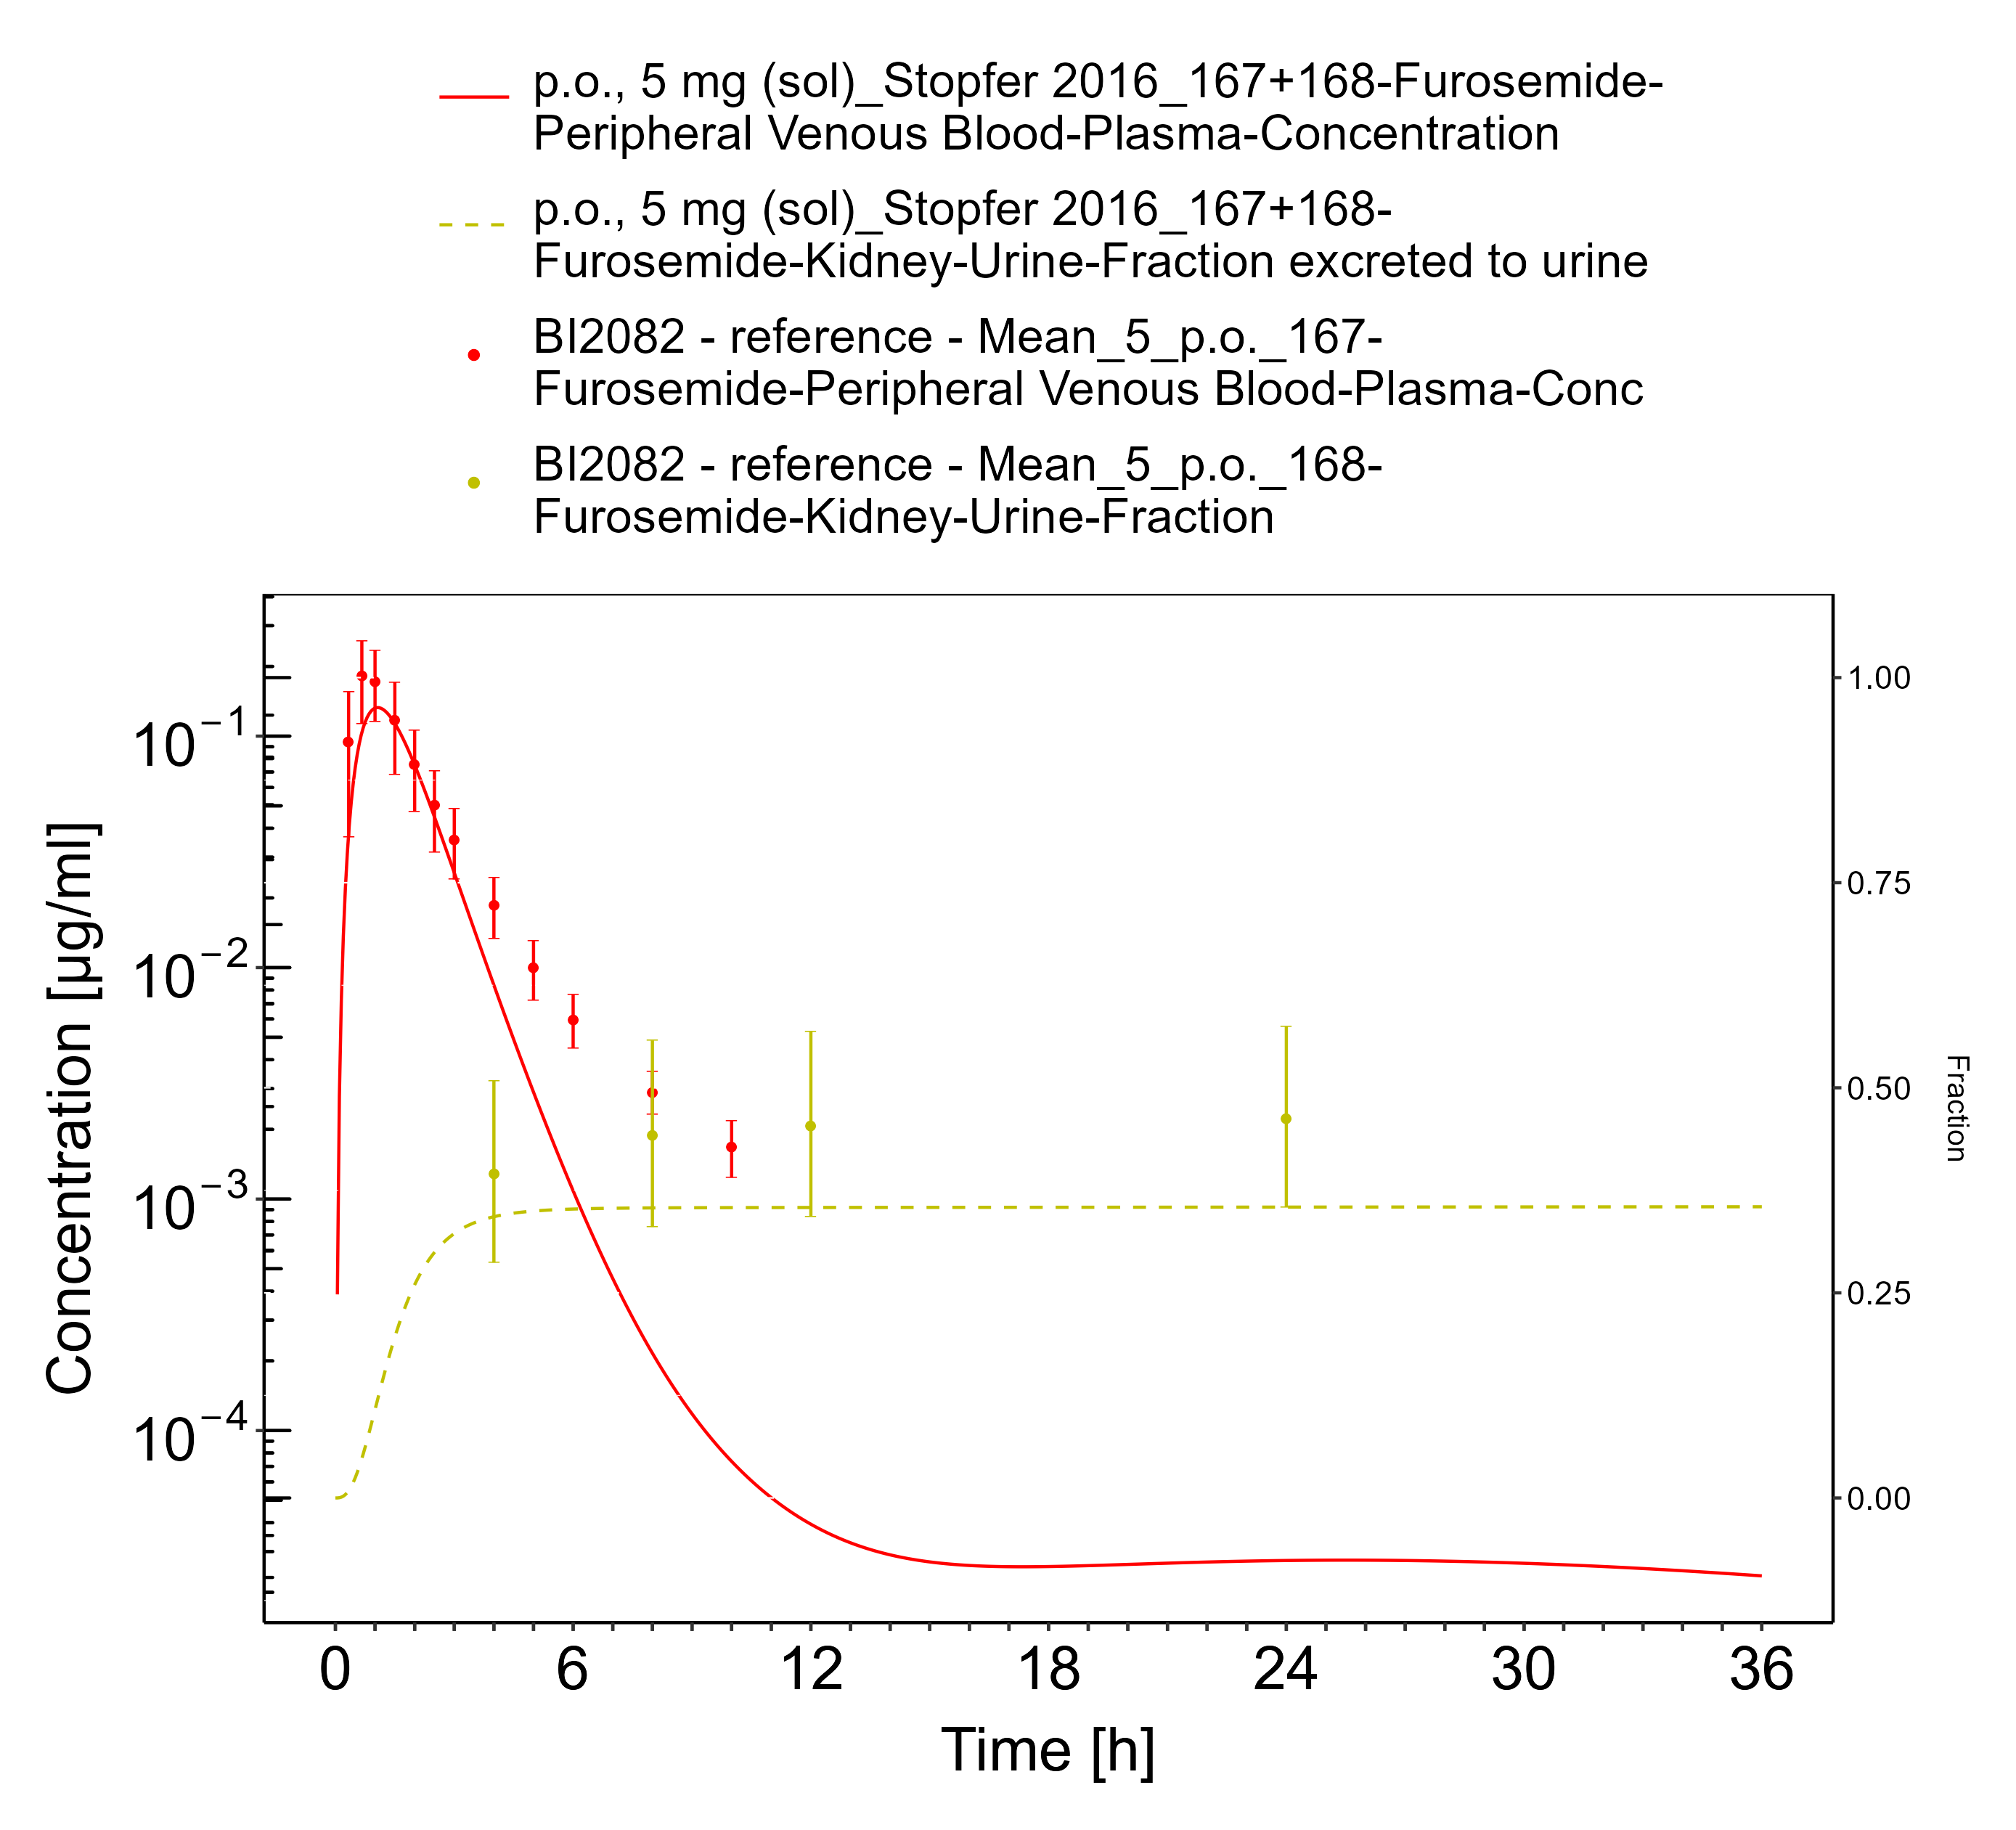 p.o., 5 mg (sol)_Stopfer 2016_167+168-Furosemide-
Peripheral Venous Blood-Plasma-Concentration
p.o., 5 mg (sol)_Stopfer 2016_167+168-
Furosemide-Kidney-Urine-Fraction excreted to urine
BI2082 - reference - Mean_5_p.o._167-
Furosemide-Peripheral Venous Blood-Plasma-Conc
BI2082 - reference - Mean_5_p.o._168-
Furosemide-Kidney-Urine-Fraction
Concentration [µg/ml]
10⁻¹
10⁻²
10⁻³
10⁻⁴
1.00
0.75
0.50
0.25
0.00
Fraction
0 6 12 18 24 30 36
Time [h]